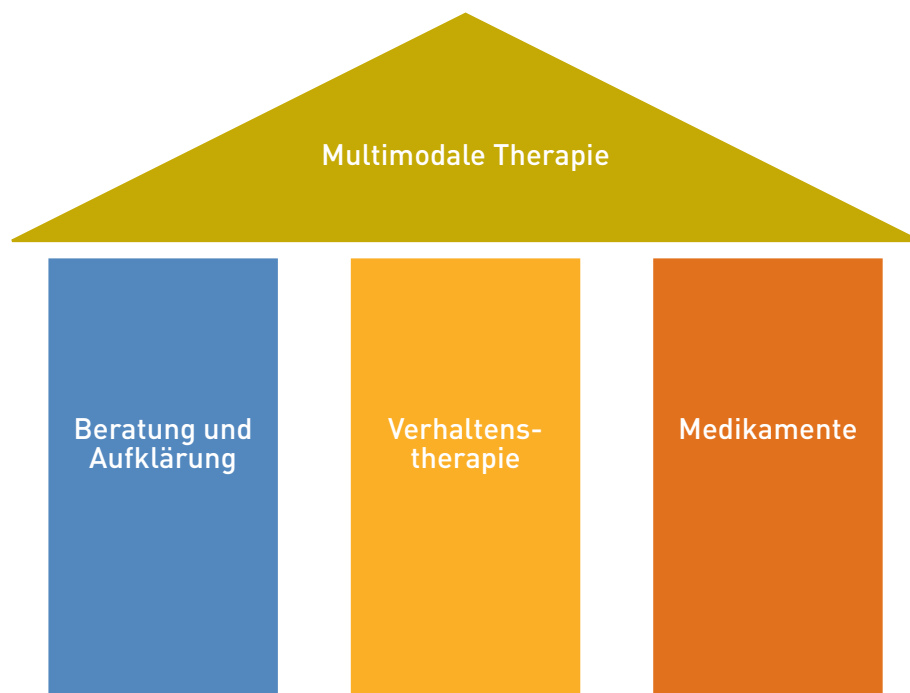 Multimodale Therapie
Beratung und
Aufklärung
Verhaltens-
therapie
Medikamente